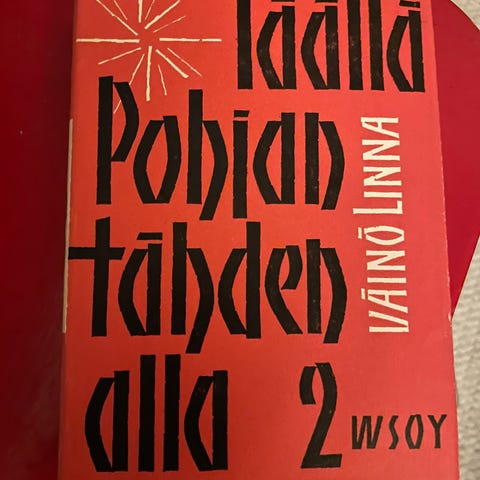 Täällä
Pohjan
tähden
alla 2
VÄINÖ LINNA
WSOY